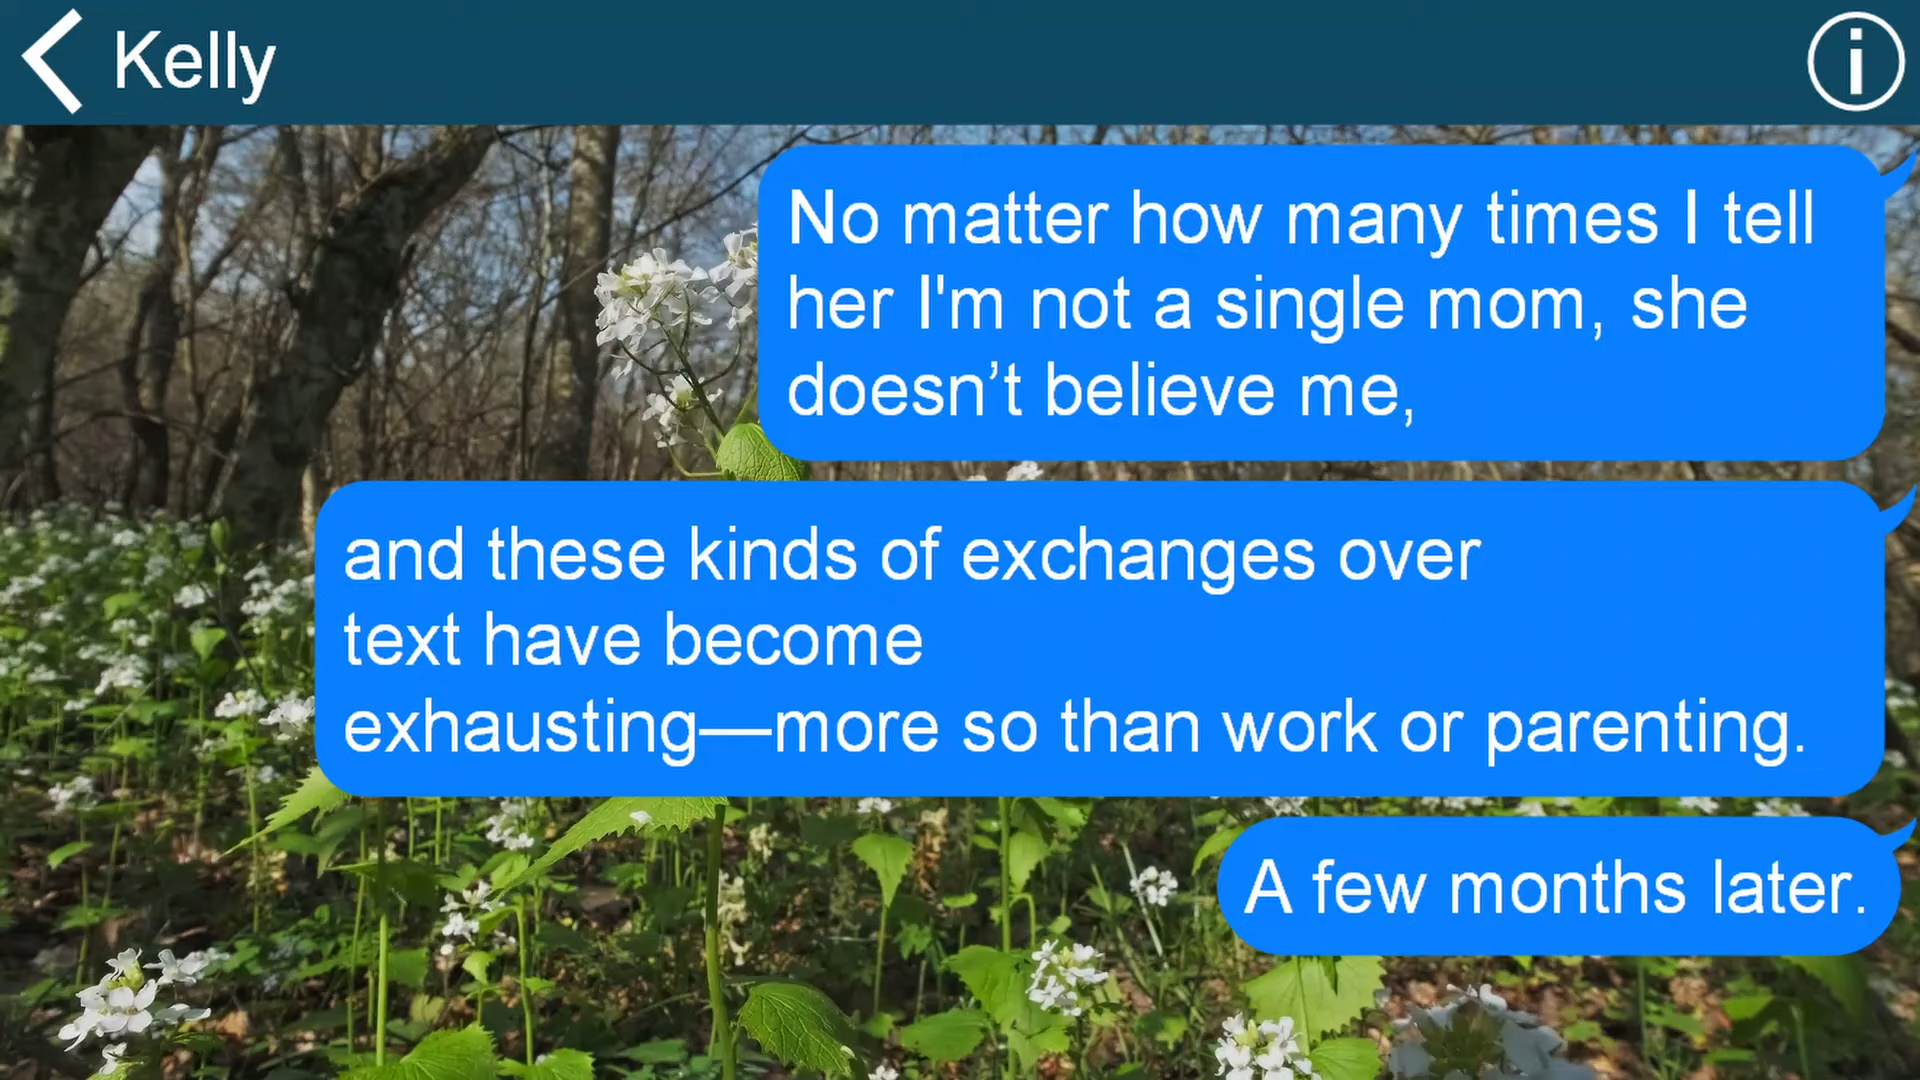 Kelly
No matter how many times I tell
her I'm not a single mom, she
doesn’t believe me,
and these kinds of exchanges over
text have become
exhausting—more so than work or parenting.
A few months later.